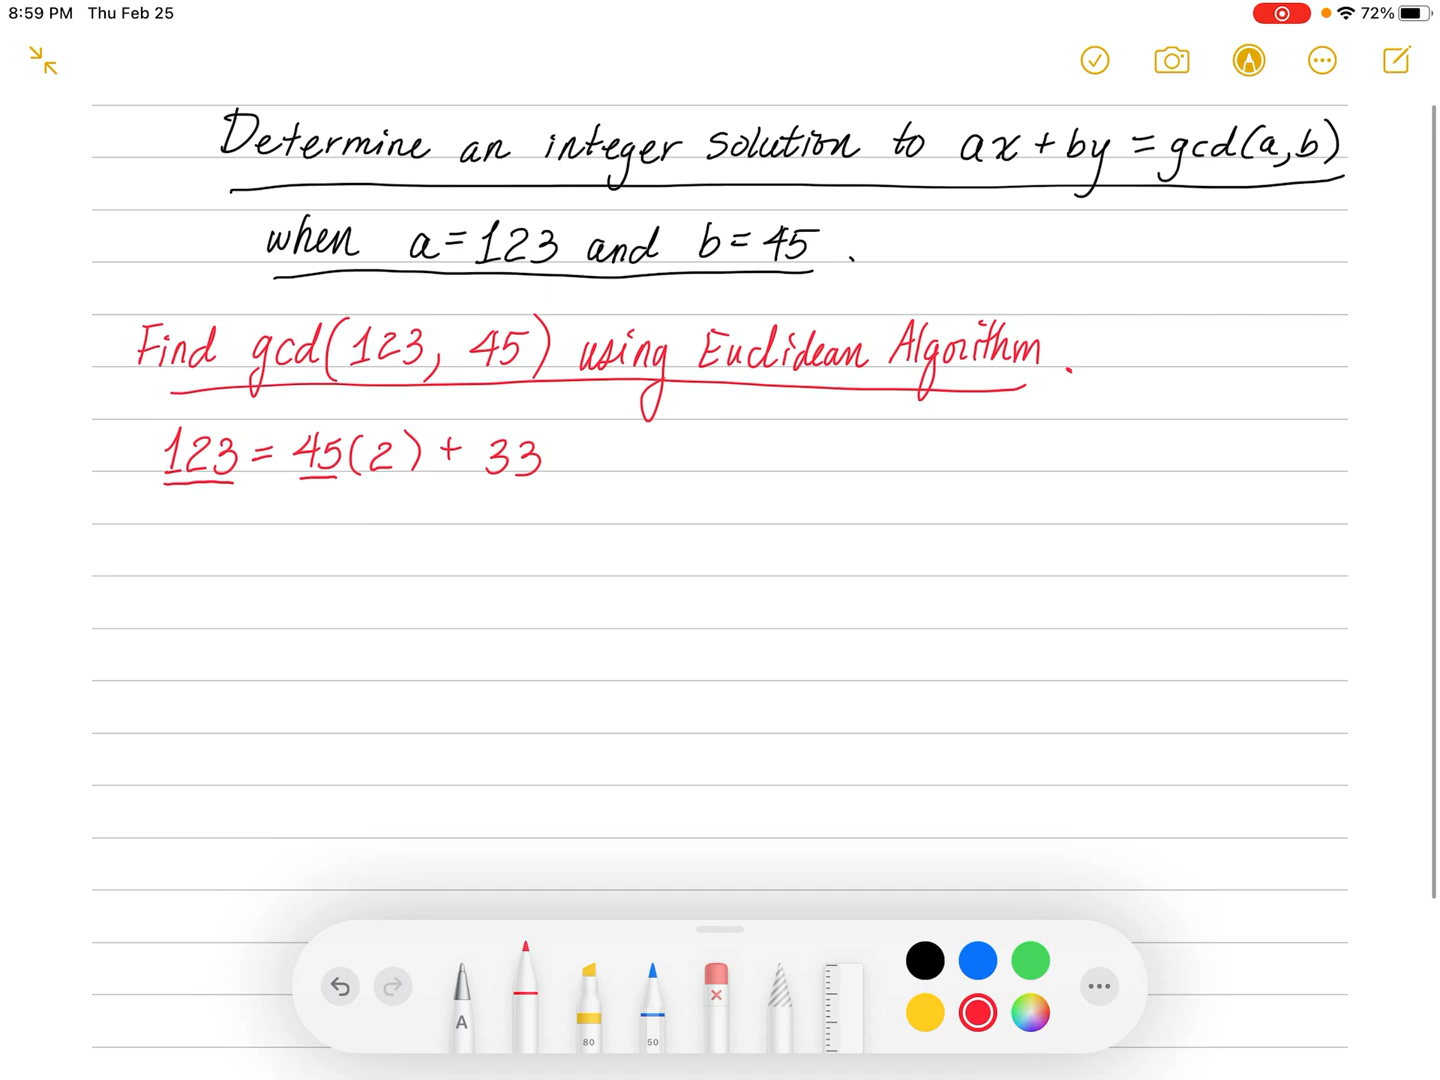 8:59 PM Thu Feb 25 72%
Determine an integer solution to ax + by = gcd(a, b)
when a = 123 and b = 45 .
Find gcd(123, 45) using Euclidean Algorithm .
123 = 45(2) + 33
A 80 50